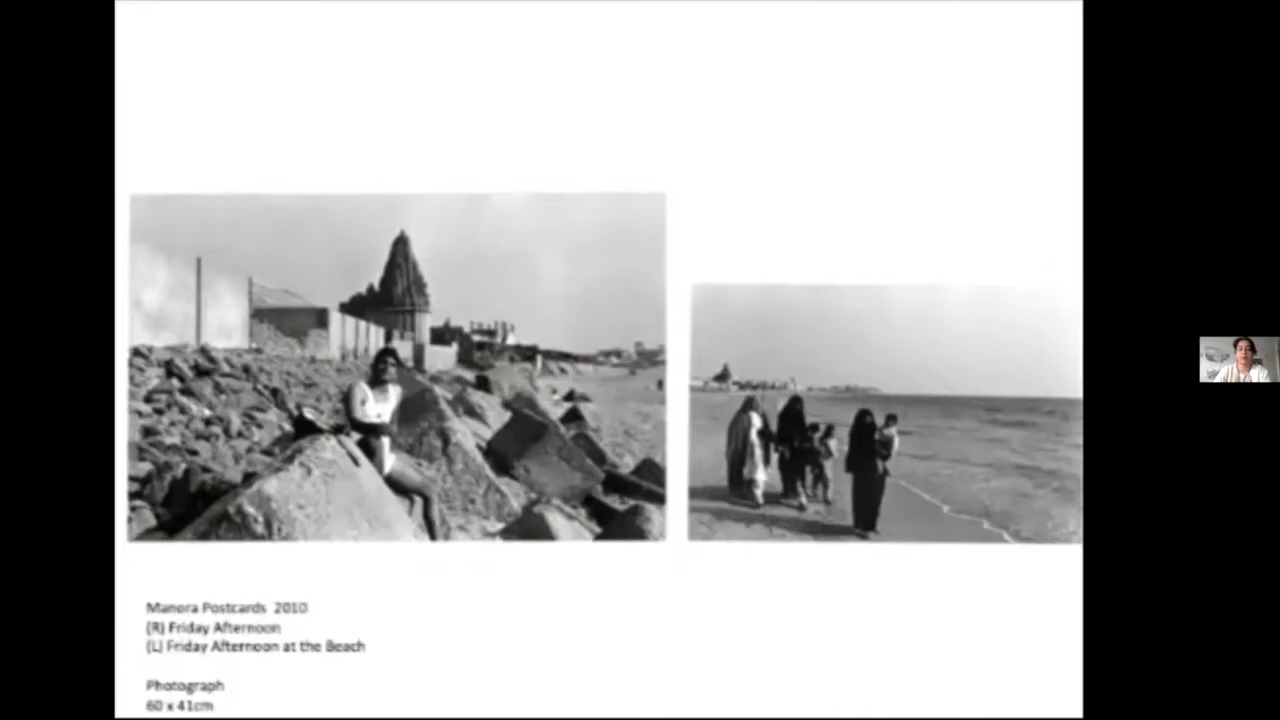 Manora Postcards 2010
(R) Friday Afternoon
(L) Friday Afternoon at the Beach
Photograph
60 x 41cm